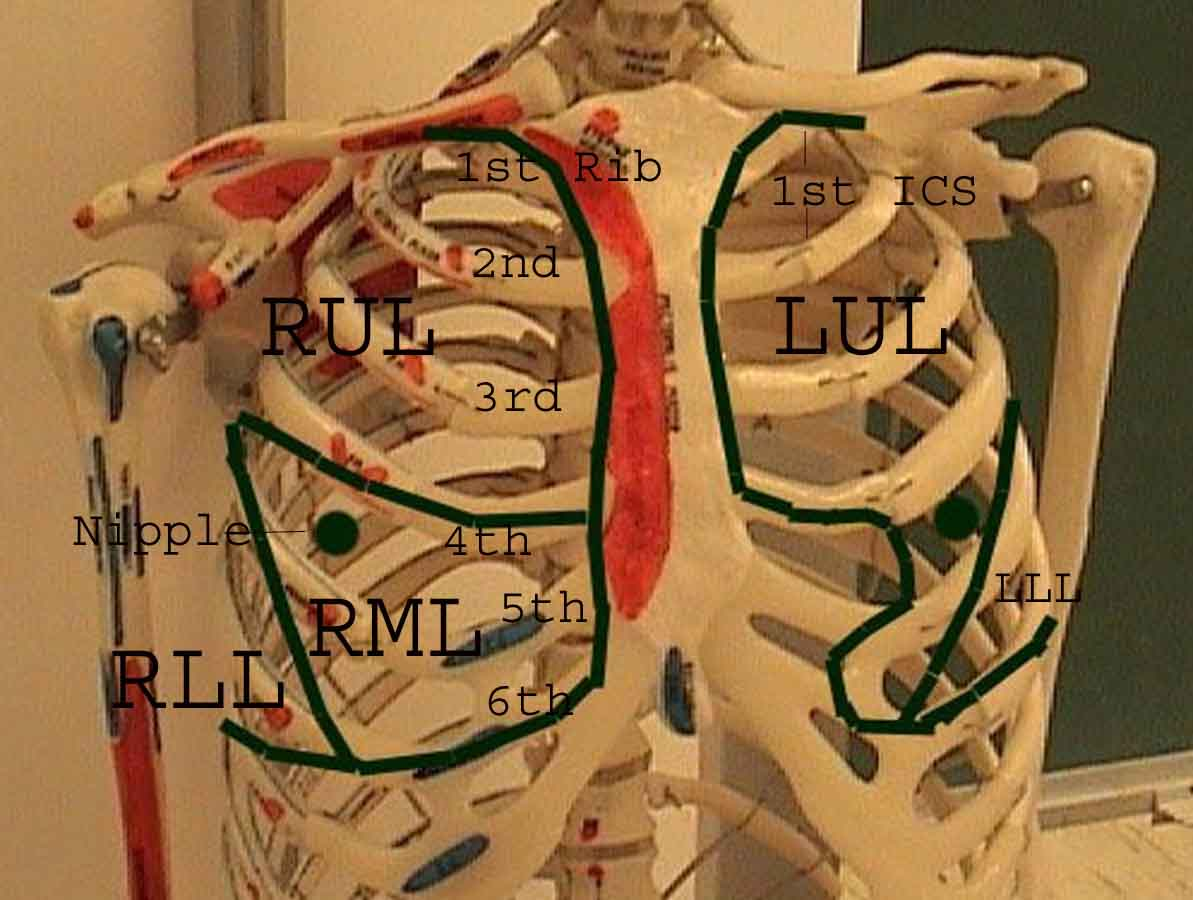 1st Rib
1st ICS
2nd
RUL
LUL
3rd
Nipple
4th
LLL
5th
RML
RLL
6th